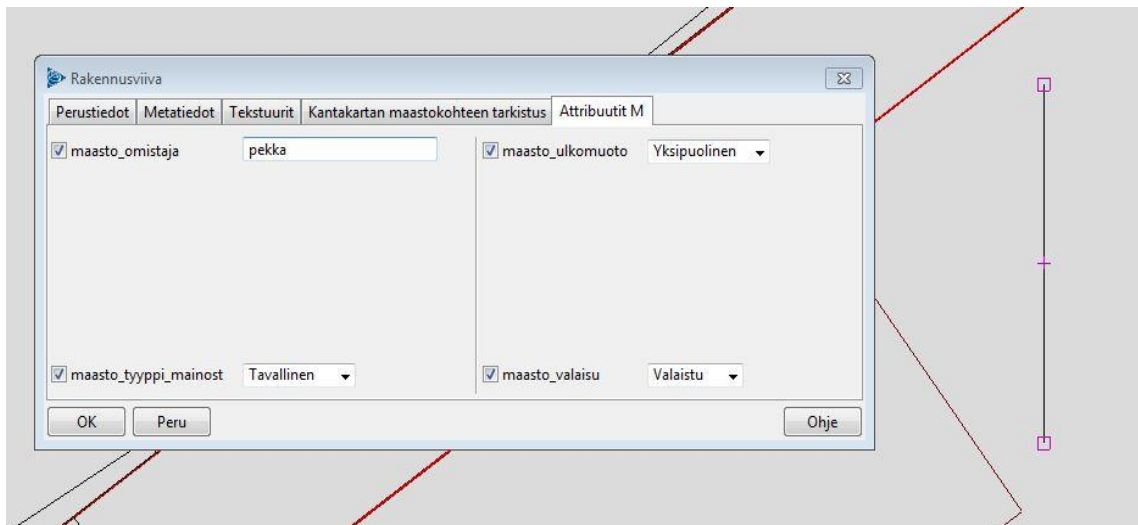 Rakennusviiva
Perustiedot Metatiedot Tekstuurit Kantakartan maastokohteen tarkistus Attribuutit M
maasto_omistaja pekka maasto_ulkomuoto Yksipuolinen
maasto_tyyppi_mainost Tavallinen maasto_valaisu Valaistu
OK Peru Ohje